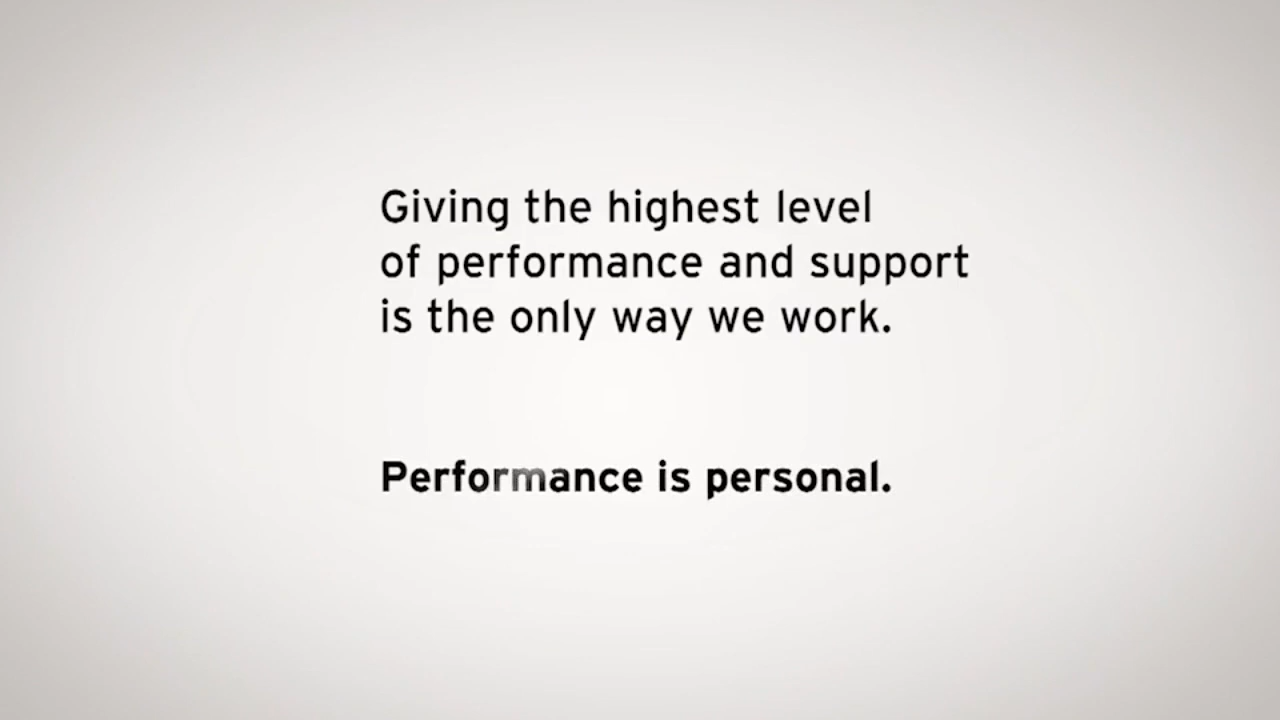 Giving the highest level
of performance and support
is the only way we work.
Performance is personal.